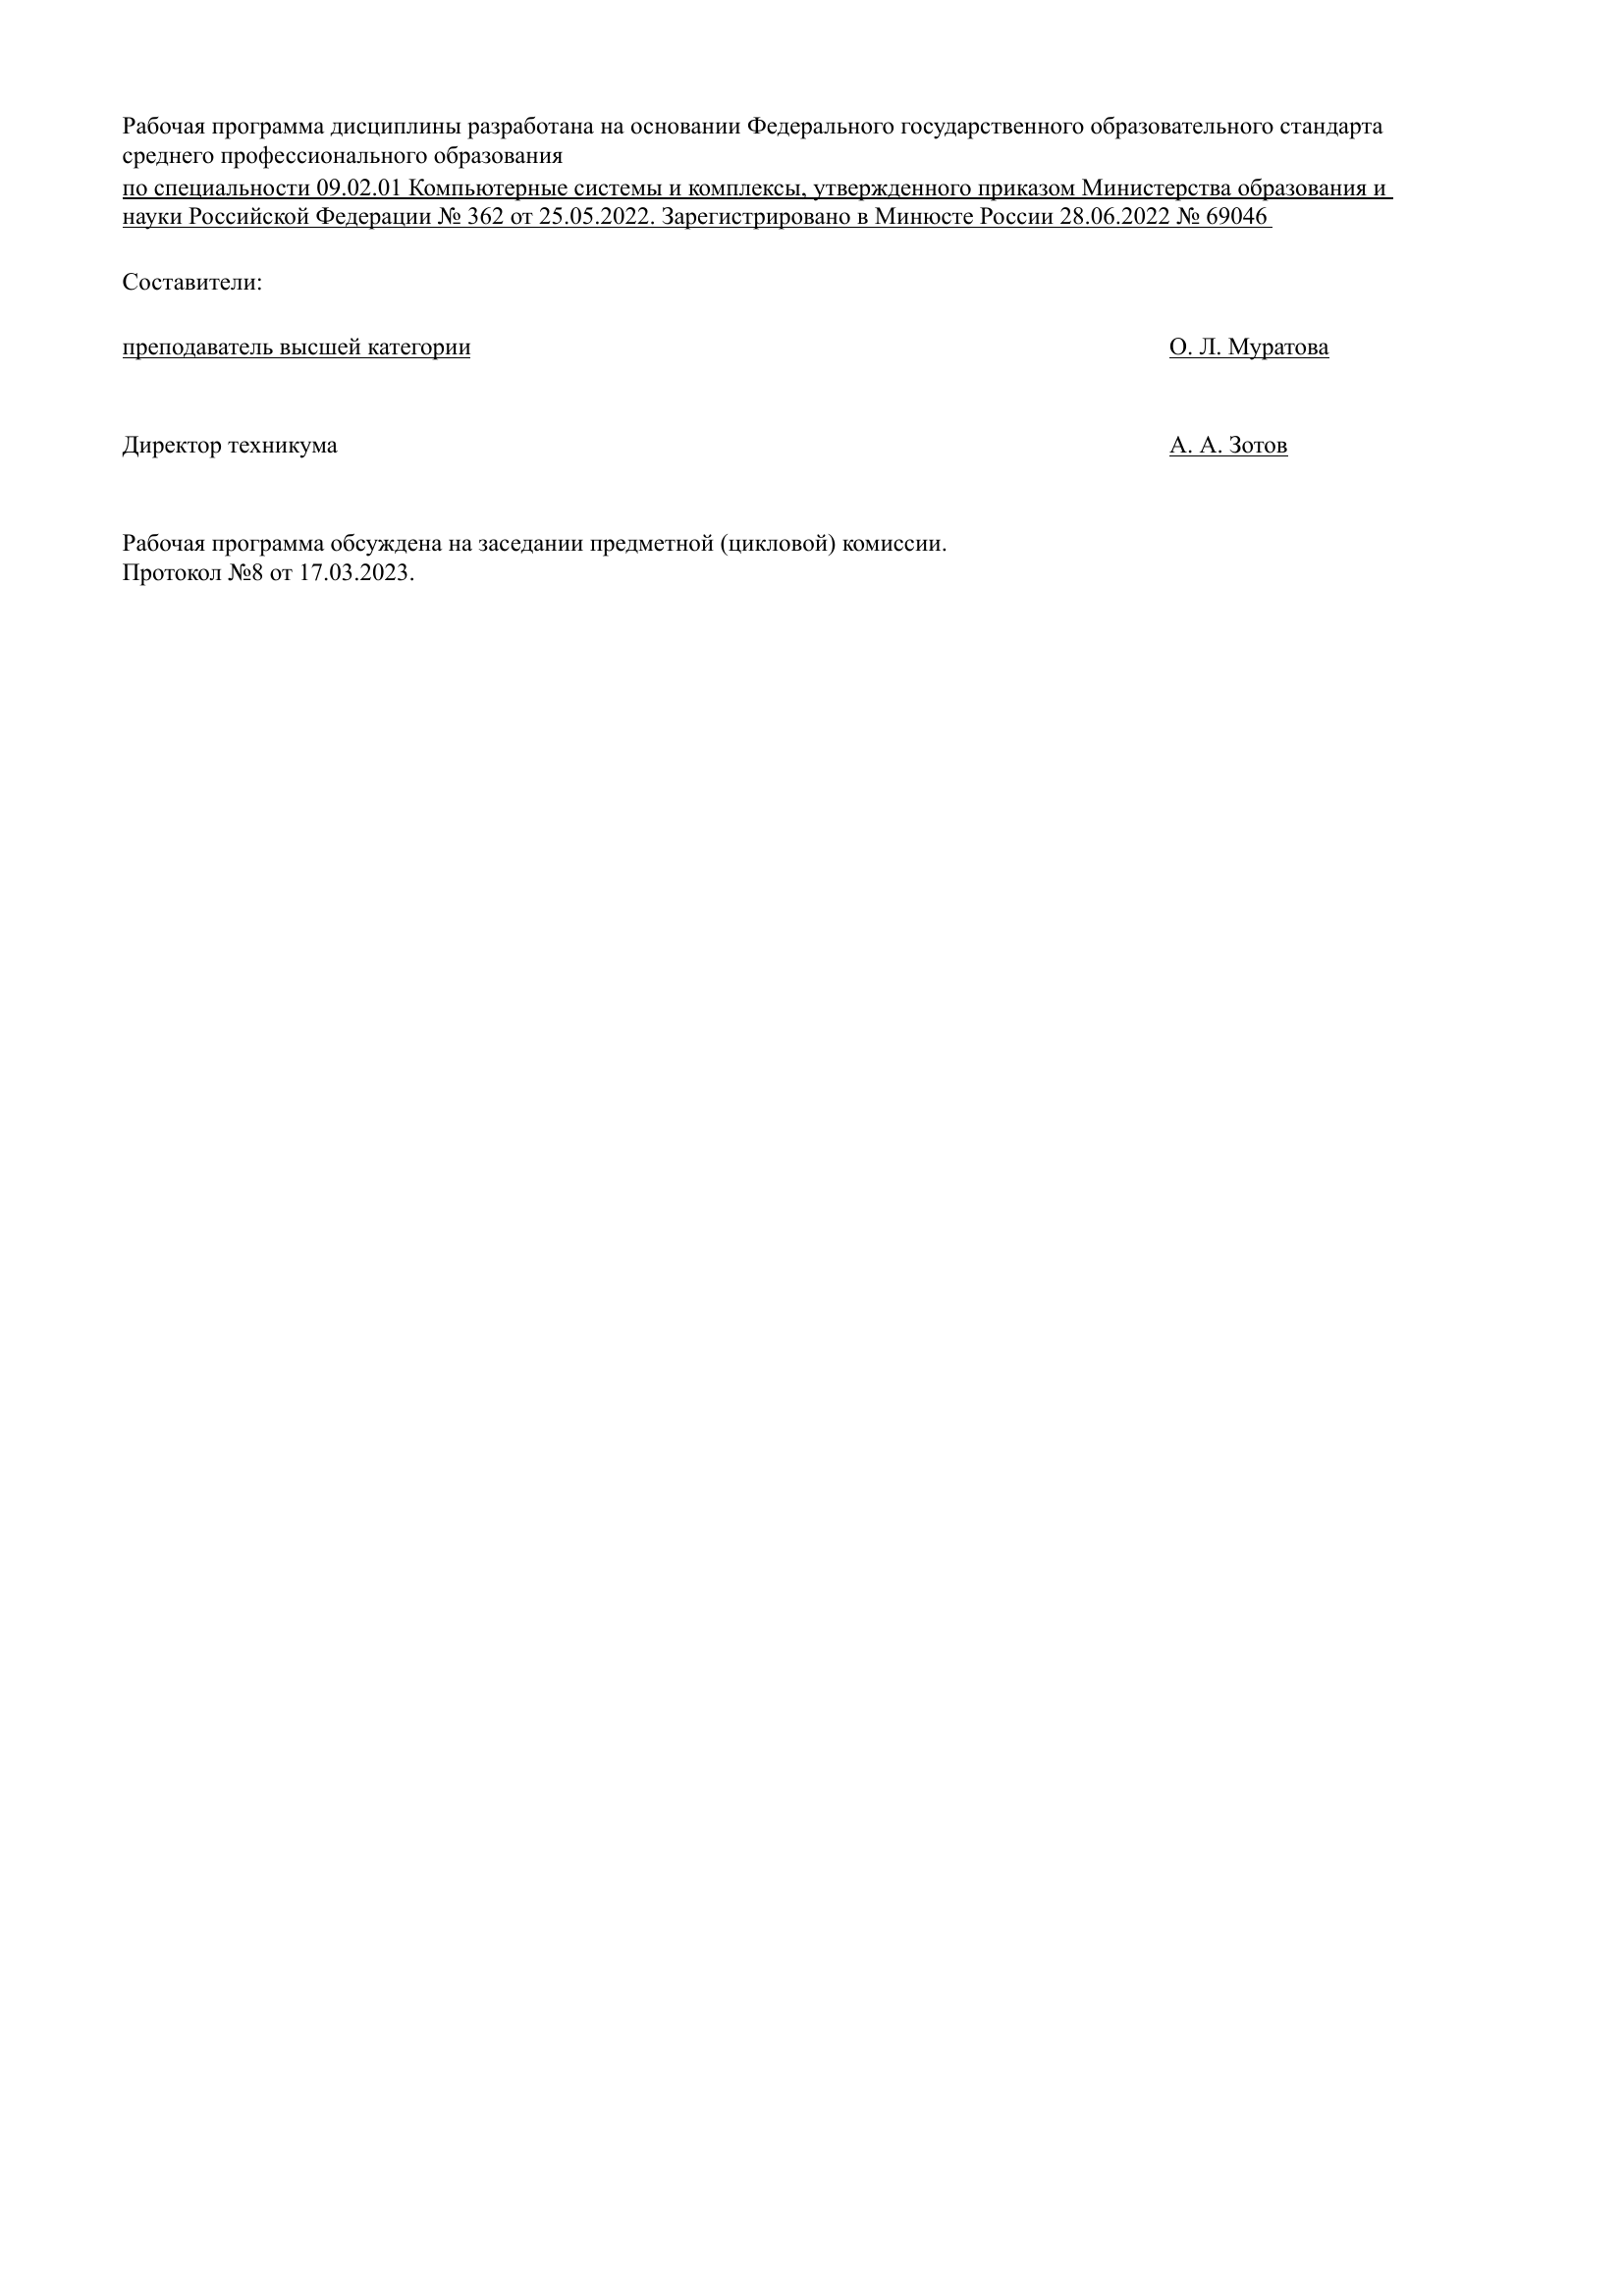 Рабочая программа дисциплины разработана на основании Федерального государственного образовательного стандарта
среднего профессионального образования
по специальности 09.02.01 Компьютерные системы и комплексы, утвержденного приказом Министерства образования и
науки Российской Федерации № 362 от 25.05.2022. Зарегистрировано в Минюсте России 28.06.2022 № 69046
Составители:
преподаватель высшей категории О. Л. Муратова
Директор техникума А. А. Зотов
Рабочая программа обсуждена на заседании предметной (цикловой) комиссии.
Протокол №8 от 17.03.2023.